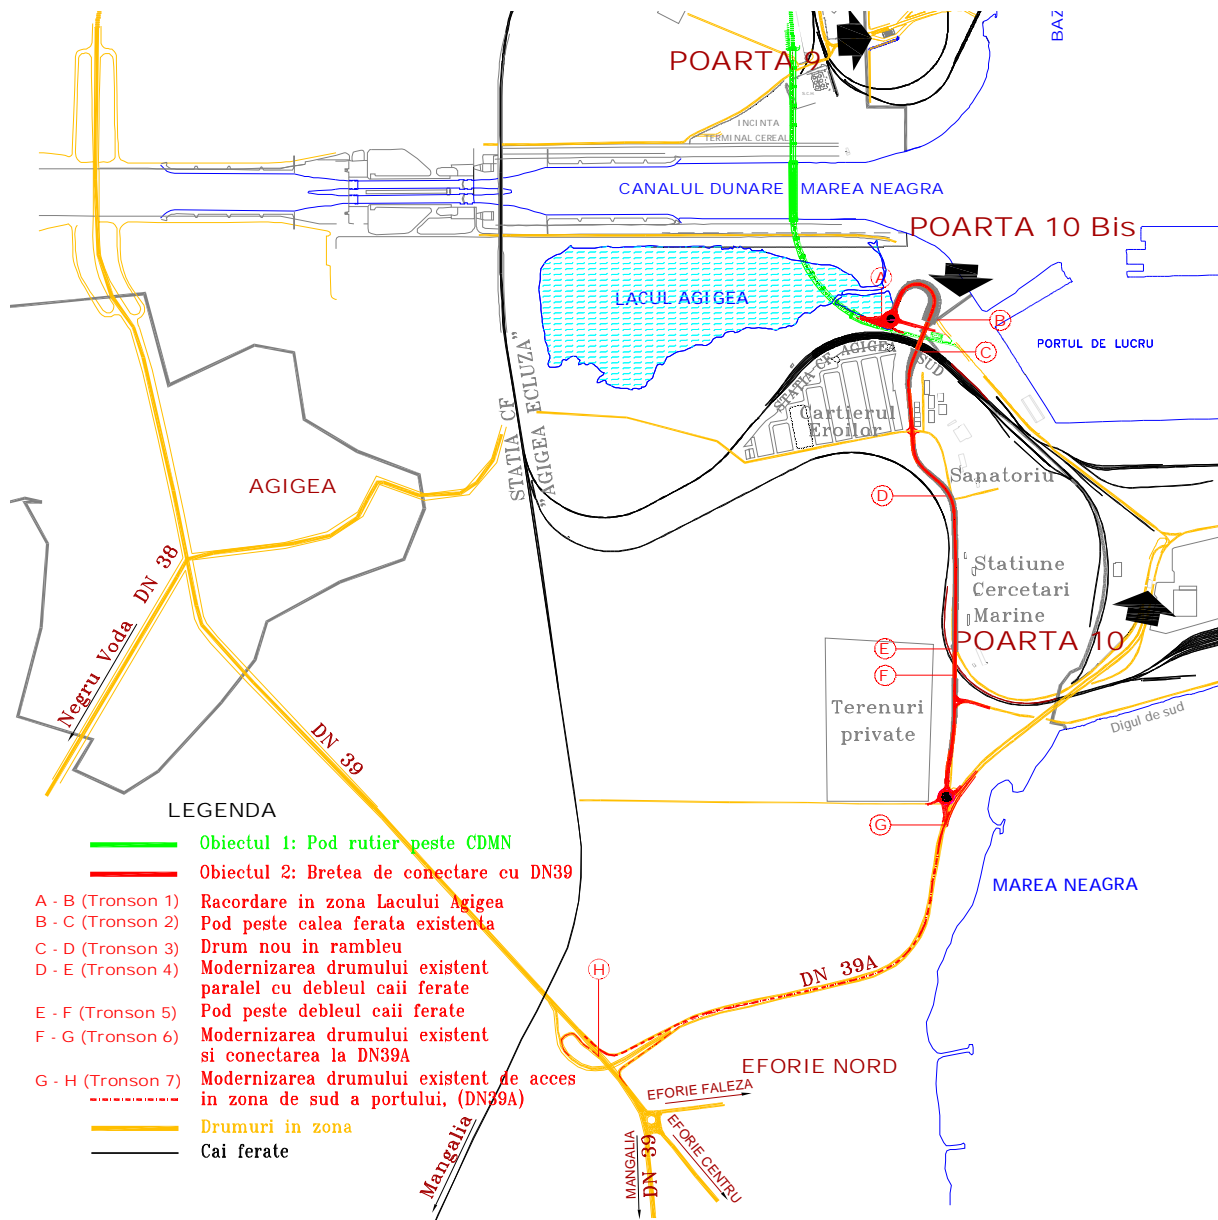 POARTA 9
BAZ
INCINTA
TERMINAL CEREAL
CANALUL DUNARE MAREA NEAGRA
POARTA 10 Bis
A
LACUL AGIGEA
B
PORTUL DE LUCRU
C
STATIA CF AGIGEA SUD
Cartierul
Eroilor
STATIA CF
"AGIGEA ECLUZA"
AGIGEA
Sanatoriu
D
DN 38
Statiune
Cercetari
Marine
Negru Voda
POARTA 10
E
F
Terenuri
private
Digul de sud
DN 39
G
MAREA NEAGRA
LEGENDA
Obiectul 1: Pod rutier peste CDMN
Obiectul 2: Bretea de conectare cu DN39
A - B (Tronson 1) Racordare in zona Lacului Agigea
B - C (Tronson 2) Pod peste calea ferata existenta
C - D (Tronson 3) Drum nou in rambleu
D - E (Tronson 4) Modernizarea drumului existent
paralel cu debleul caii ferate
E - F (Tronson 5) Pod peste debleul caii ferate
F - G (Tronson 6) Modernizarea drumului existent
si conectarea la DN39A
G - H (Tronson 7) Modernizarea drumului existent de acces
in zona de sud a portului, (DN39A)
Drumuri in zona
Cai ferate
H
DN 39A
EFORIE NORD
EFORIE FALEZA
EFORIE CENTRU
MANGALIA
DN 39
Mangalia